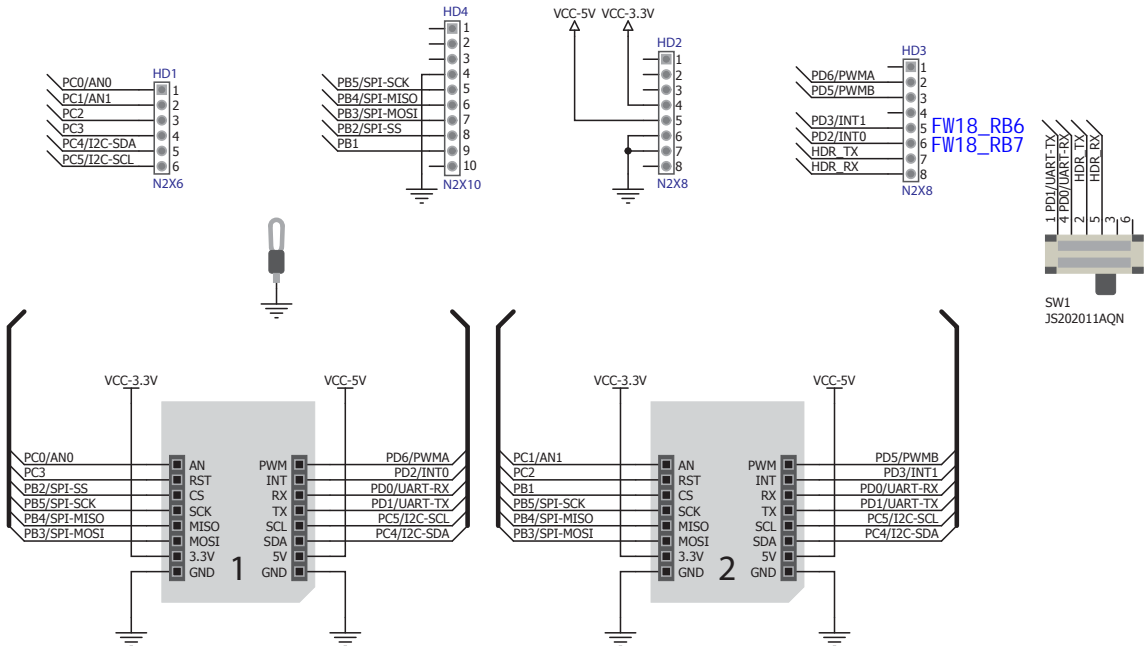 HD1
PC0/AN0
1
PC1/AN1
2
PC2
3
PC3
4
PC4/I2C-SDA
5
PC5/I2C-SCL
6
N2X6
HD4
1
2
3
4
PB5/SPI-SCK
5
PB4/SPI-MISO
6
PB3/SPI-MOSI
7
PB2/SPI-SS
8
PB1
9
10
N2X10
VCC-5V VCC-3.3V
HD2
1
2
3
4
5
6
7
8
N2X8
HD3
1
PD6/PWMA
2
PD5/PWMB
3
4
PD3/INT1
5 FW18_RB6
PD2/INT0
6 FW18_RB7
HDR_TX
7
HDR_RX
8
N2X8
1 PD1/UART-TX
4 PD0/UART-RX
2 HDR_TX
5 HDR_RX
3
6
SW1
JS202011AQN
VCC-3.3V
VCC-5V
PC0/AN0 AN PWM PD6/PWMA
PC3 RST INT PD2/INT0
PB2/SPI-SS CS RX PD0/UART-RX
PB5/SPI-SCK SCK TX PD1/UART-TX
PB4/SPI-MISO MISO SCL PC5/I2C-SCL
PB3/SPI-MOSI MOSI SDA PC4/I2C-SDA
3.3V 5V
GND 1 GND
VCC-3.3V
VCC-5V
PC1/AN1 AN PWM PD5/PWMB
PC2 RST INT PD3/INT1
PB1 CS RX PD0/UART-RX
PB5/SPI-SCK SCK TX PD1/UART-TX
PB4/SPI-MISO MISO SCL PC5/I2C-SCL
PB3/SPI-MOSI MOSI SDA PC4/I2C-SDA
3.3V 5V
GND 2 GND